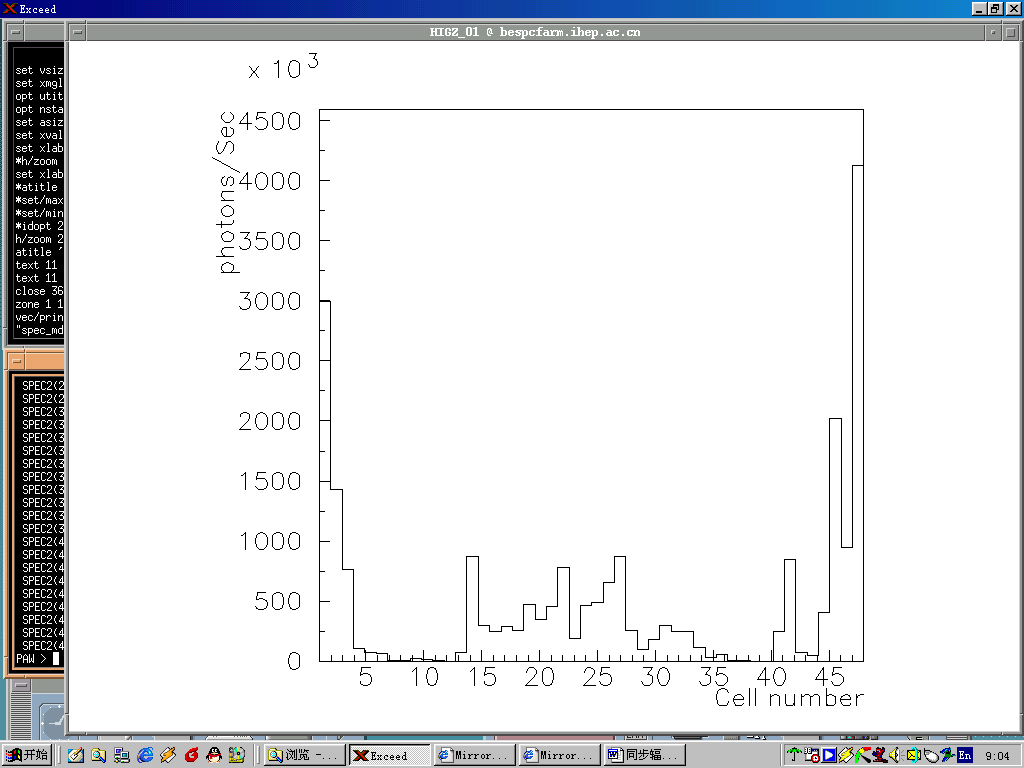 Exceed
HIGZ_01 @ bespcfarm.ihep.ac.cn
set vsiz
set xmgl
opt utit
opt nsta
set asiz
set xval
set xlab
*h/zoom
set xlab
*atitle
*set/max
*set/min
*idopt 2
h/zoom 2
atitle '
text 11
text 11
close 36
zone 1 1
vec/prin
"spec_md
SPEC2(2
SPEC2(2
SPEC2(3
SPEC2(3
SPEC2(3
SPEC2(3
SPEC2(3
SPEC2(3
SPEC2(3
SPEC2(3
SPEC2(3
SPEC2(3
SPEC2(4
SPEC2(4
SPEC2(4
SPEC2(4
SPEC2(4
SPEC2(4
SPEC2(4
SPEC2(4
SPEC2(4
PAW >
x 10 3
photons/Sec
4500
4000
3500
3000
2500
2000
1500
1000
500
0
5 10 15 20 25 30 35 40 45
Cell number
开始
浏览 -...
Exceed
Mirror...
Mirror...
同步辐...
En
9:04